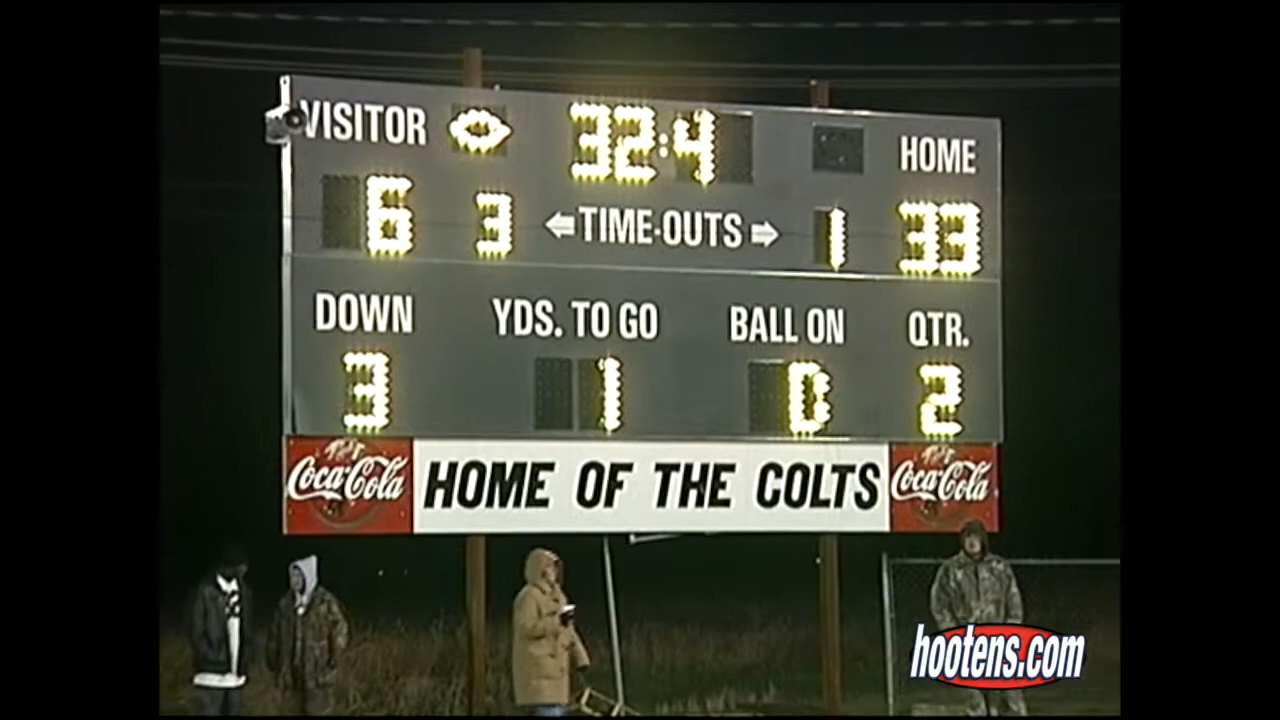 VISITOR 32:4 HOME
6 3 TIME-OUTS 1 33
DOWN YDS. TO GO BALL ON QTR.
3 1 0 2
Coca-Cola HOME OF THE COLTS Coca-Cola
hootens.com